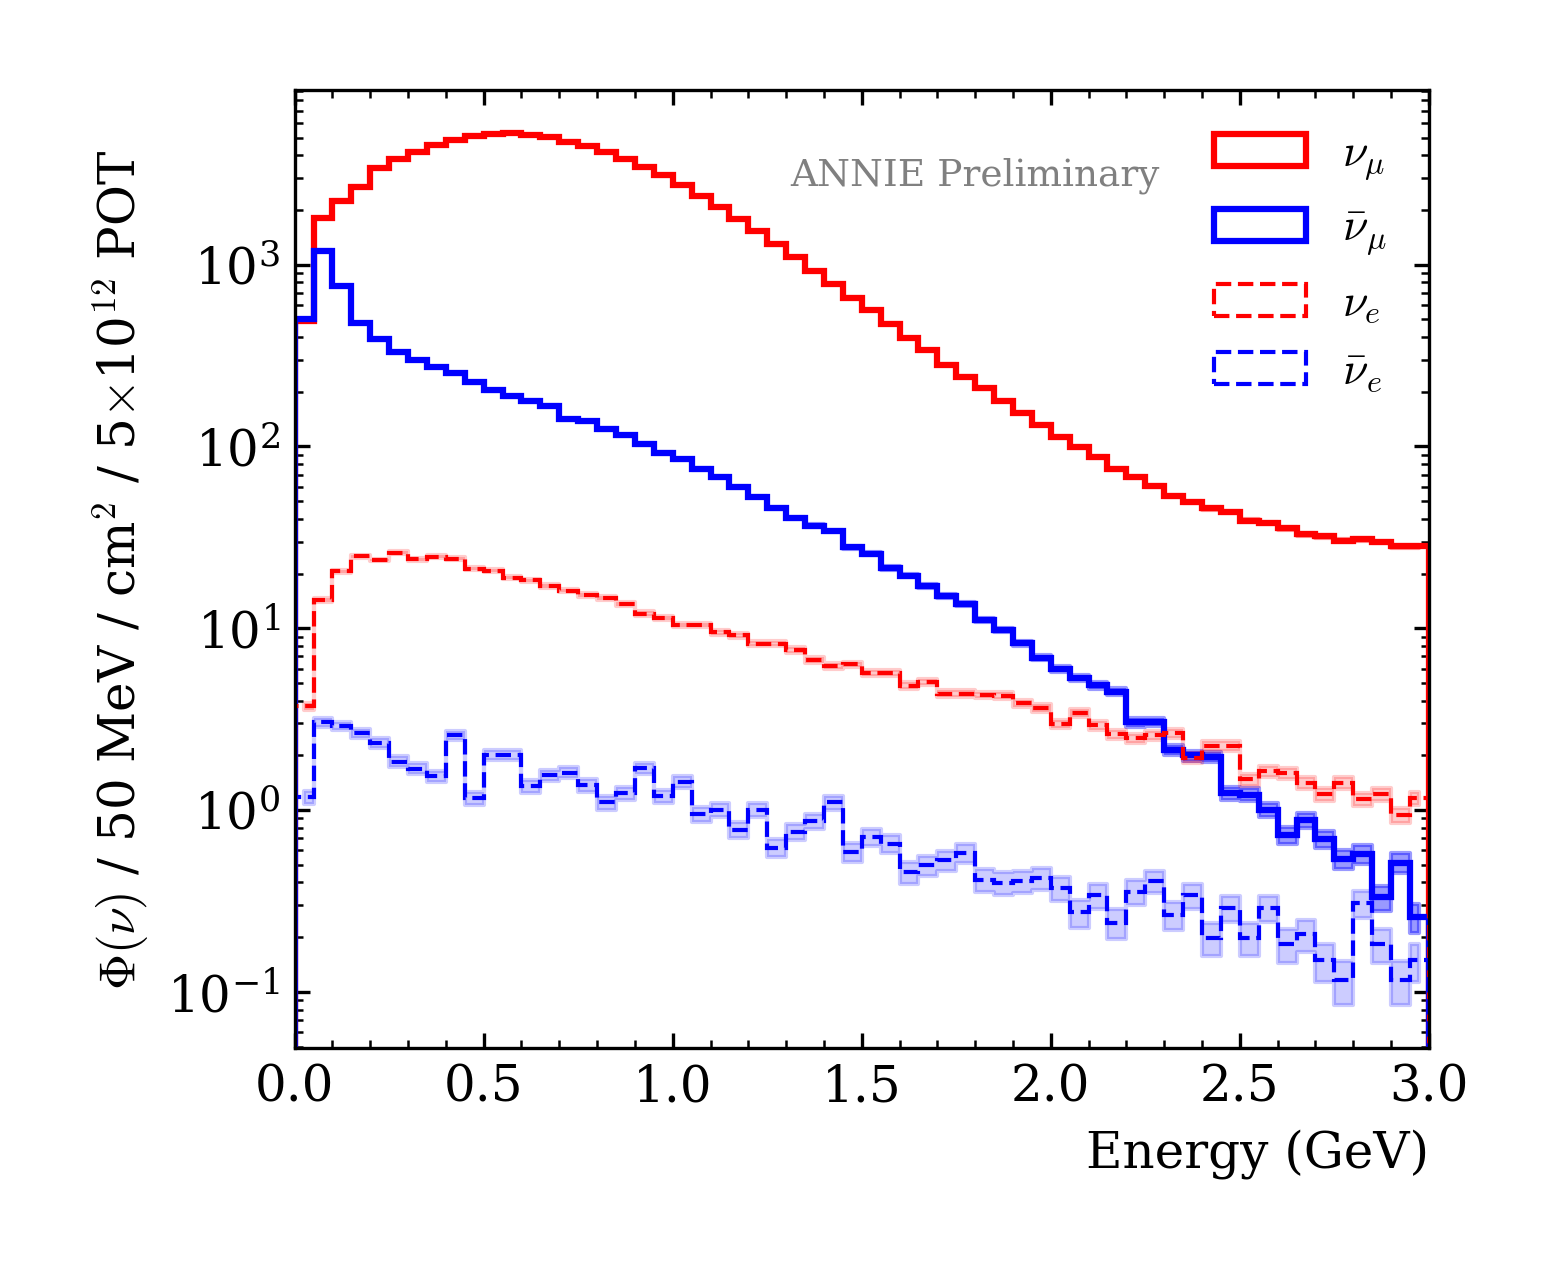 Φ(ν) / 50 MeV / cm² / 5×10¹² POT
10³
10²
10¹
10⁰
10⁻¹
ANNIE Preliminary
ν_μ
ν̄_μ
ν_e
ν̄_e
0.0 0.5 1.0 1.5 2.0 2.5 3.0
Energy (GeV)